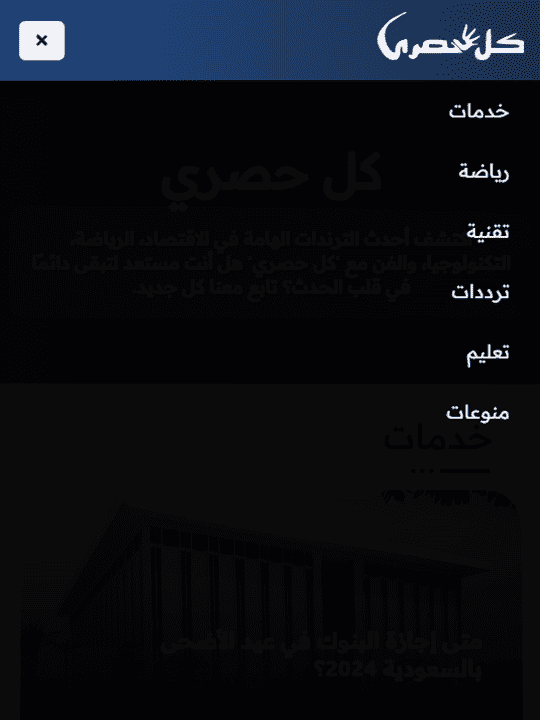 كل حصري
خدمات
رياضة
تقنية
ترددات
تعليم
منوعات
كل حصري
اكتشف أحدث الترندات الهامة في الاقتصاد، الرياضة،
التكنولوجيا، والفن مع "كل حصري" هل أنت مستعد لتبقى دائمًا
في قلب الحدث؟ تابع معنا كل جديد.
خدمات
متى إجازة البنوك في عيد الأضحى
بالسعودية 2024؟